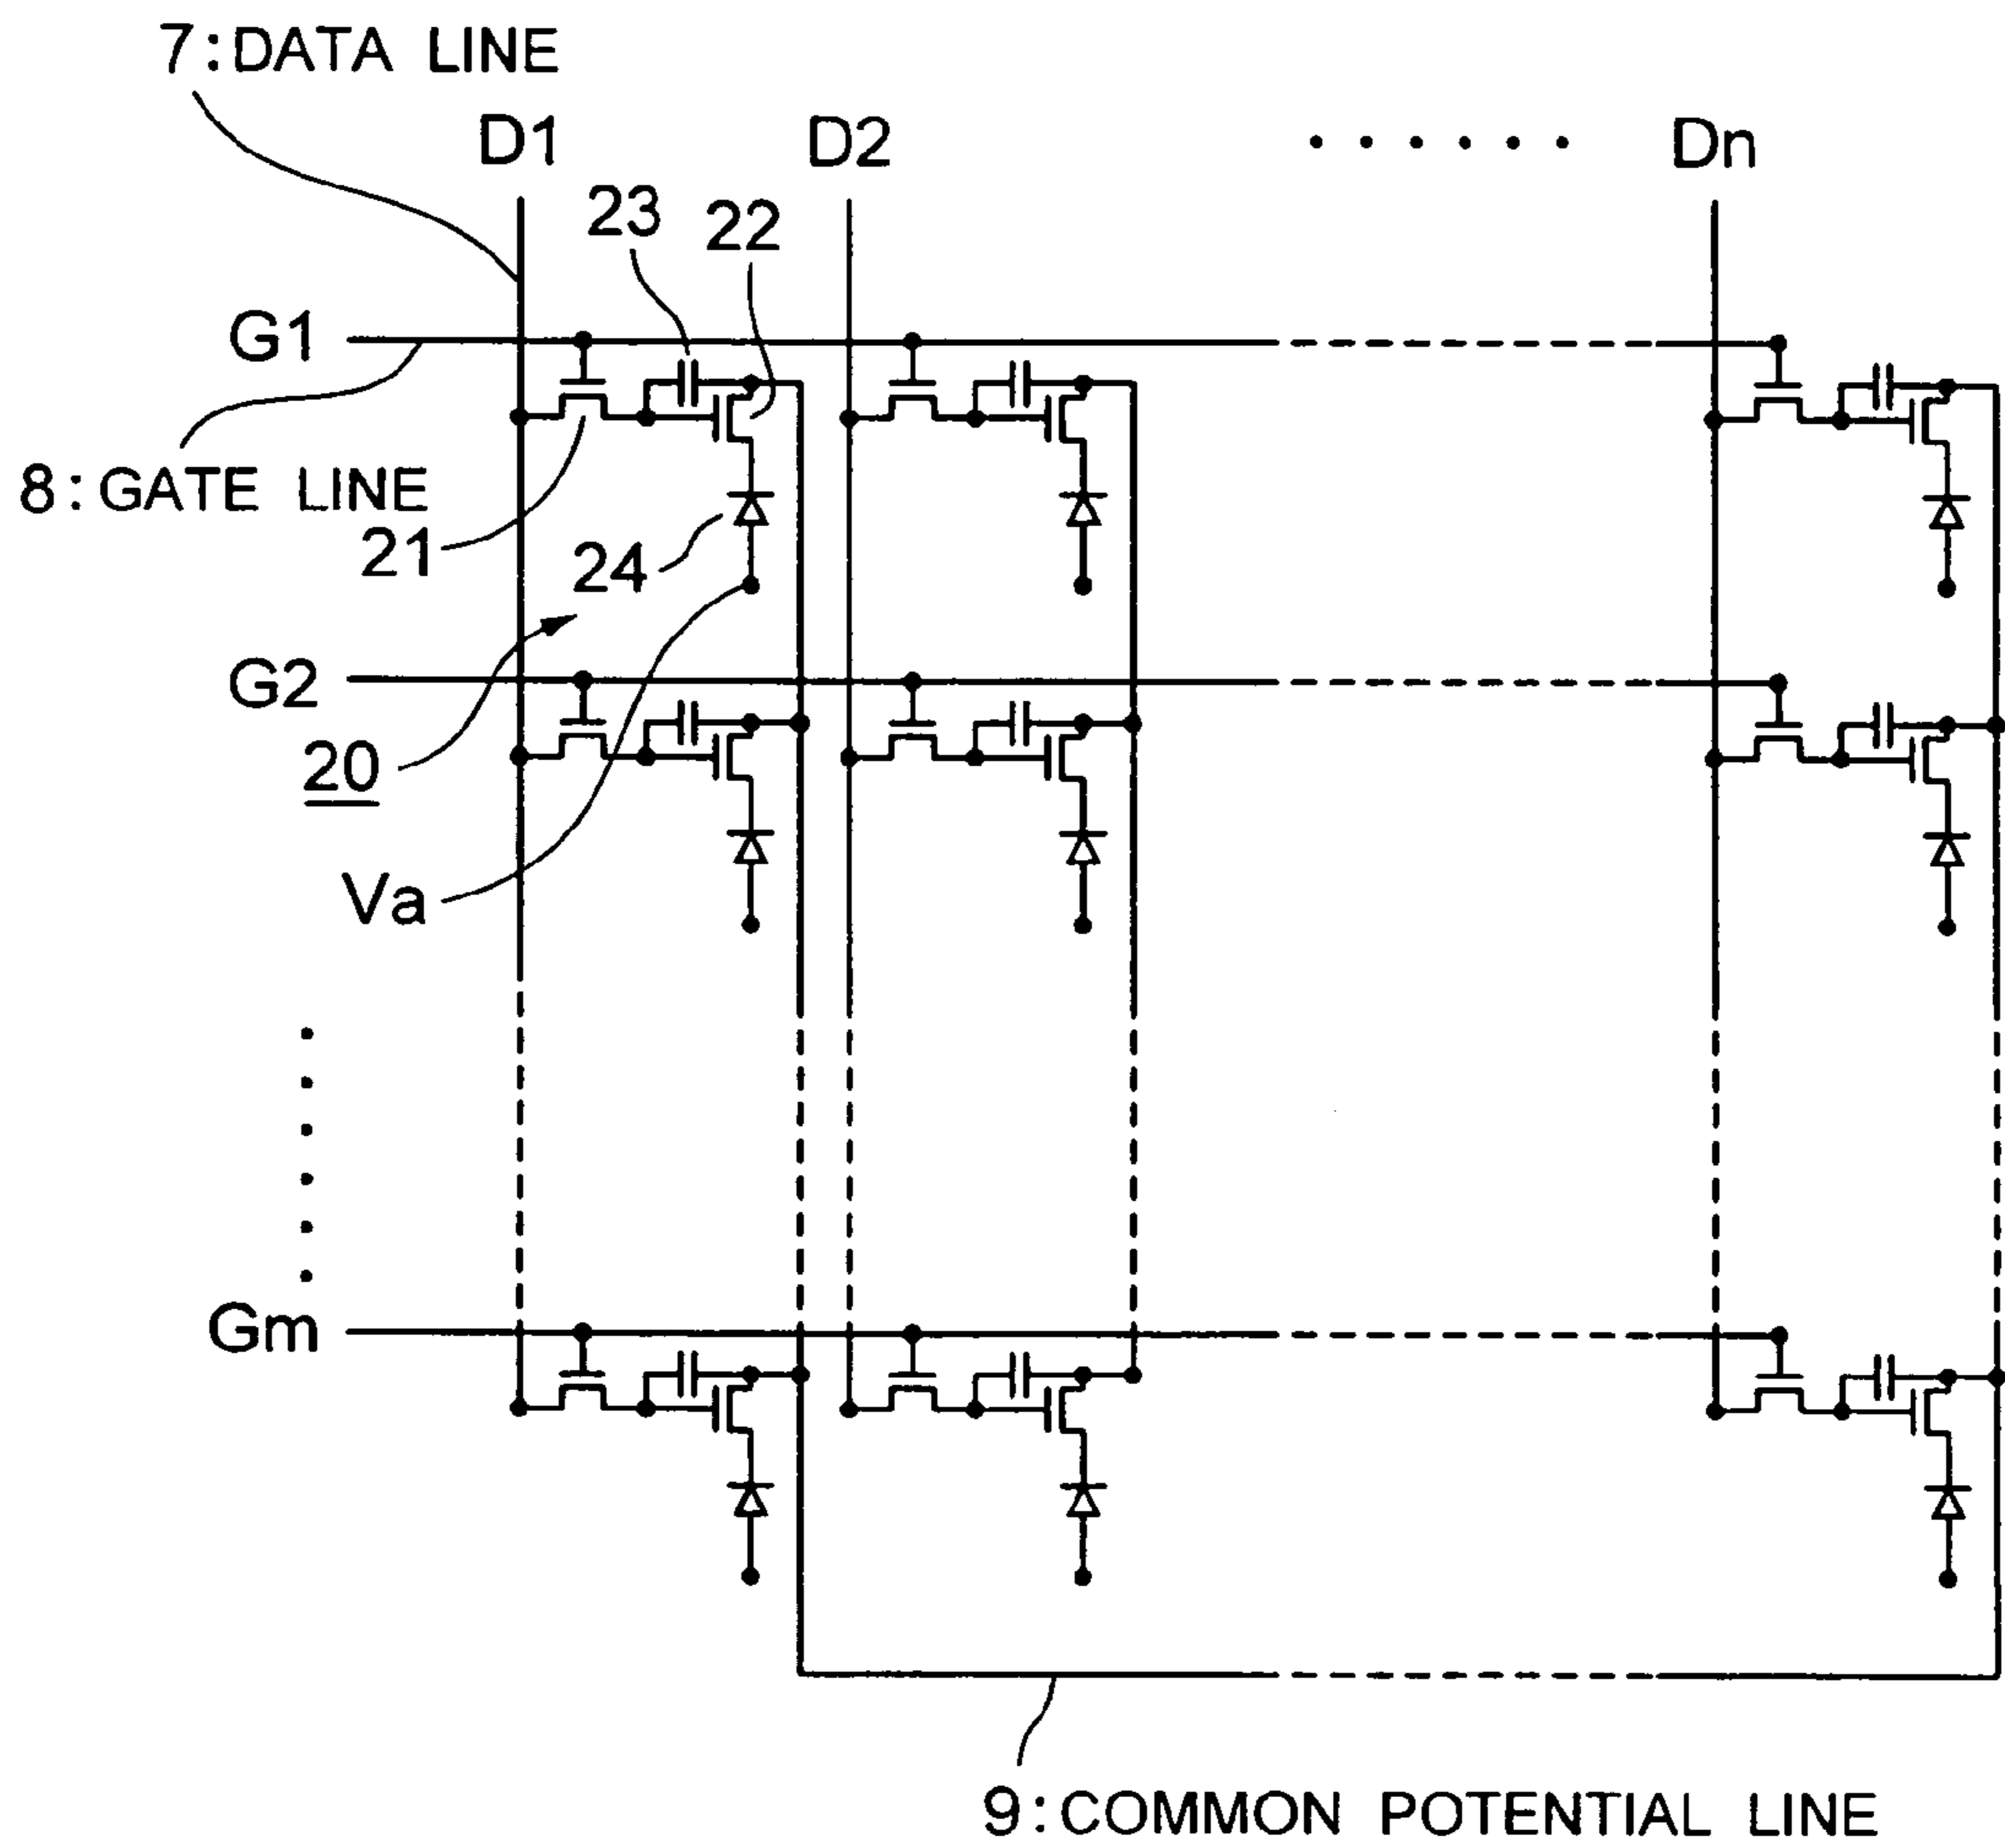 7:DATA LINE
D1 D2 ...... Dn
23 22
G1
8:GATE LINE
21
24
G2
20
Va
Gm
9:COMMON POTENTIAL LINE